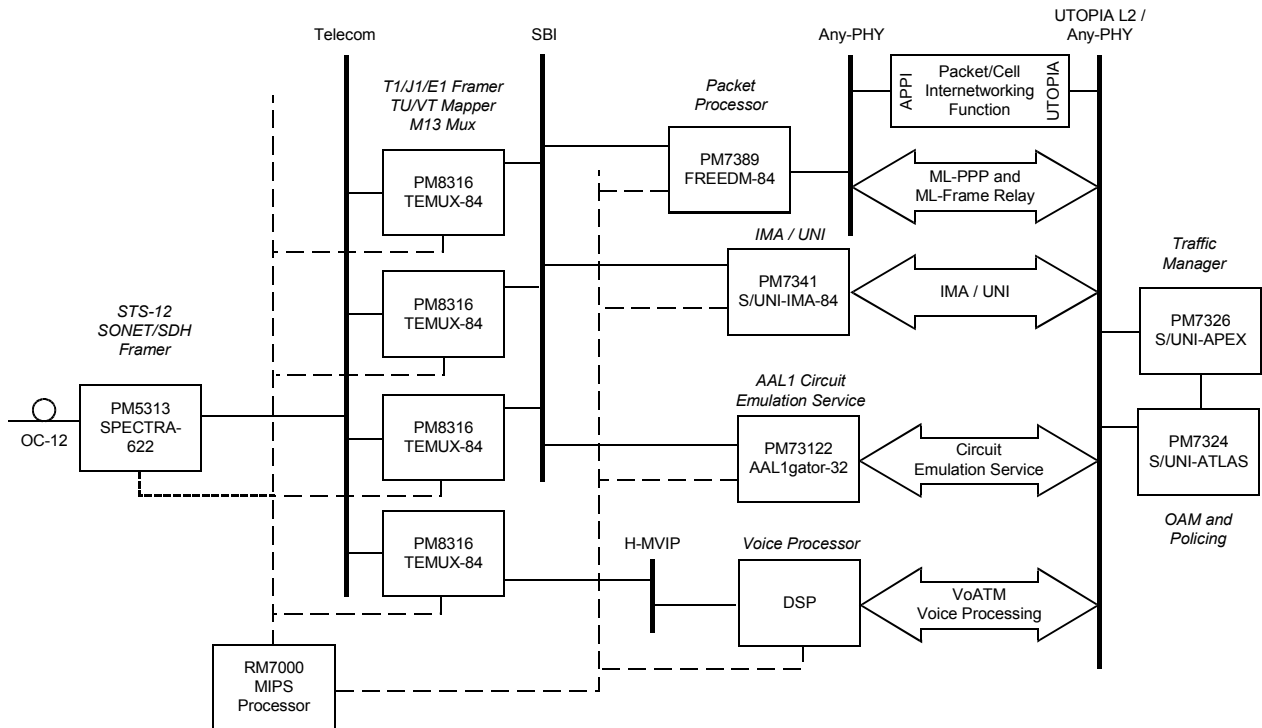 Telecom
SBI
Any-PHY
UTOPIA L2 /
Any-PHY
T1/J1/E1 Framer
TU/VT Mapper
M13 Mux
Packet
Processor
APPI
Packet/Cell
Internetworking
Function
UTOPIA
PM8316
TEMUX-84
PM7389
FREEDM-84
ML-PPP and
ML-Frame Relay
IMA / UNI
Traffic
Manager
PM8316
TEMUX-84
PM7341
S/UNI-IMA-84
IMA / UNI
PM7326
S/UNI-APEX
STS-12
SONET/SDH
Framer
AAL1 Circuit
Emulation Service
OC-12
PM5313
SPECTRA-
622
PM8316
TEMUX-84
PM73122
AAL1gator-32
Circuit
Emulation Service
PM7324
S/UNI-ATLAS
OAM and
Policing
PM8316
TEMUX-84
H-MVIP
Voice Processor
DSP
VoATM
Voice Processing
RM7000
MIPS
Processor